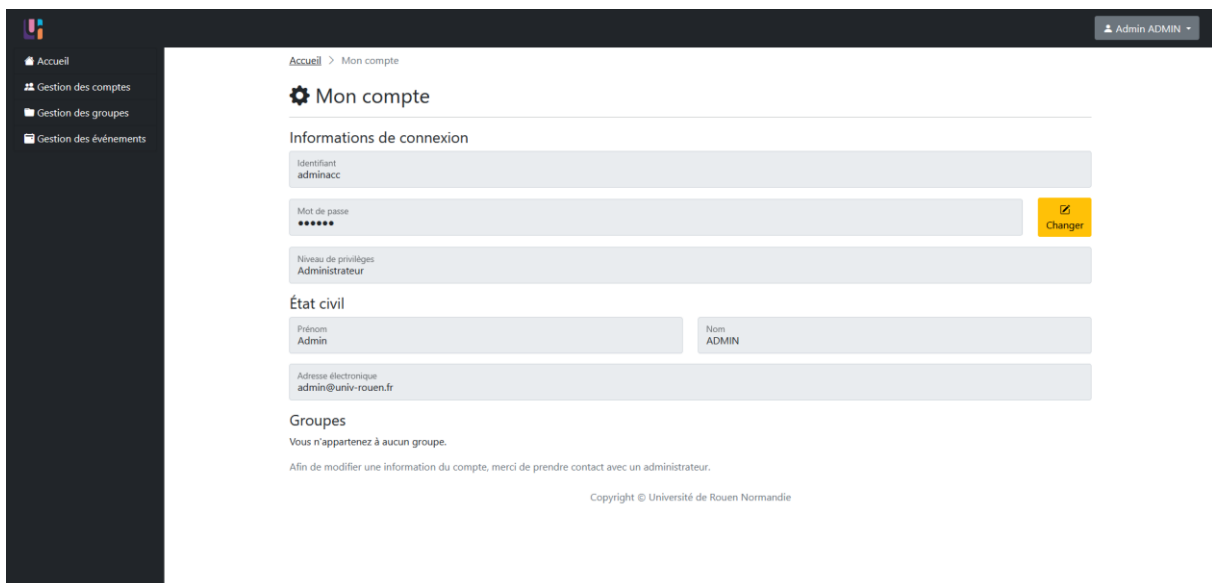 Admin ADMIN
Accueil
Gestion des comptes
Gestion des groupes
Gestion des événements
Accueil > Mon compte
Mon compte
Informations de connexion
Identifiant
adminacc
Mot de passe
••••••
Changer
Niveau de privilèges
Administrateur
État civil
Prénom
Admin
Nom
ADMIN
Adresse électronique
admin@univ-rouen.fr
Groupes
Vous n'appartenez à aucun groupe.
Afin de modifier une information du compte, merci de prendre contact avec un administrateur.
Copyright © Université de Rouen Normandie